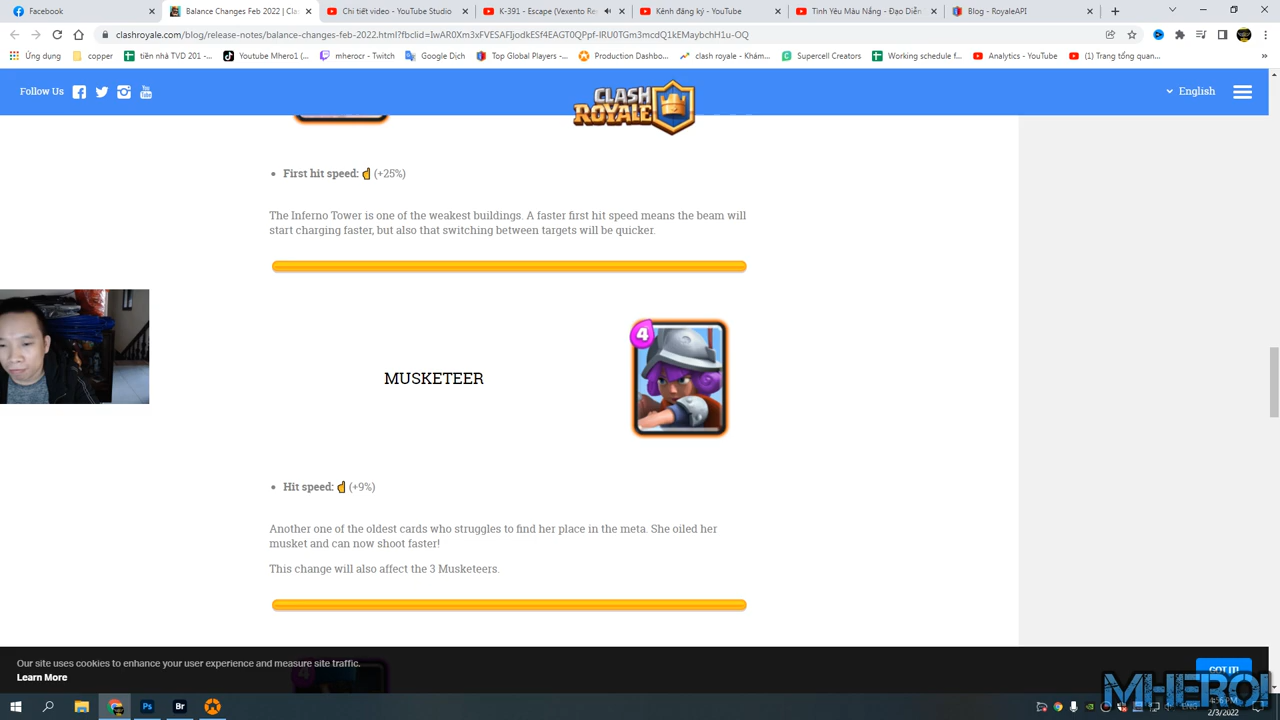 Facebook
Balance Changes Feb 2022 | Cla
Chi tiết video - YouTube Studio
K-391 - Escape (Vexento Re
Kênh đăng ký - YouTube
Tình Yêu Màu Nắng - Đạo Diễn
Blog - RoyaleAPI
clashroyale.com/blog/release-notes/balance-changes-feb-2022.html?fbclid=IwAR0Xm3xFVESAFJjodkESf4EAGT0QPpf-IRU0TGm3mcdQ1kEMaybchH1u-OQ
Ứng dụng
copper
tiền nhà TVD 201 -...
Youtube Mhero1 (...
mherocr - Twitch
Google Dịch
Top Global Players -...
Production Dashbo...
clash royale - Khám...
Supercell Creators
Working schedule f...
Analytics - YouTube
(1) Trang tổng quan...
Follow Us
CLASH
ROYALE
English
First hit speed: ☝ (+25%)
The Inferno Tower is one of the weakest buildings. A faster first hit speed means the beam will
start charging faster, but also that switching between targets will be quicker.
4
MUSKETEER
Hit speed: ☝ (+9%)
Another one of the oldest cards who struggles to find her place in the meta. She oiled her
musket and can now shoot faster!
This change will also affect the 3 Musketeers.
Our site uses cookies to enhance your user experience and measure site traffic.
Learn More
GOT IT!
MHERO!
Ps
Br
4:56 PM
2/3/2022